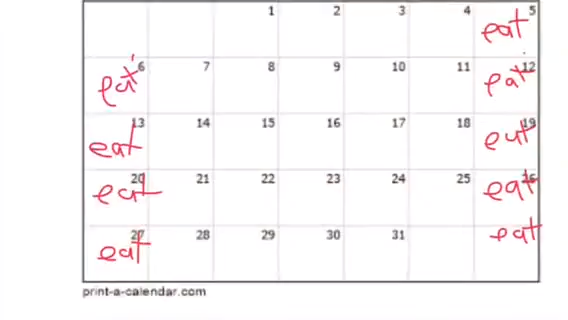 1 2 3 4 5
eat
6 7 8 9 10 11 12
eat eat
13 14 15 16 17 18 19
eat eat
20 21 22 23 24 25 26
eat eat
27 28 29 30 31
eat eat
print-a-calendar.com